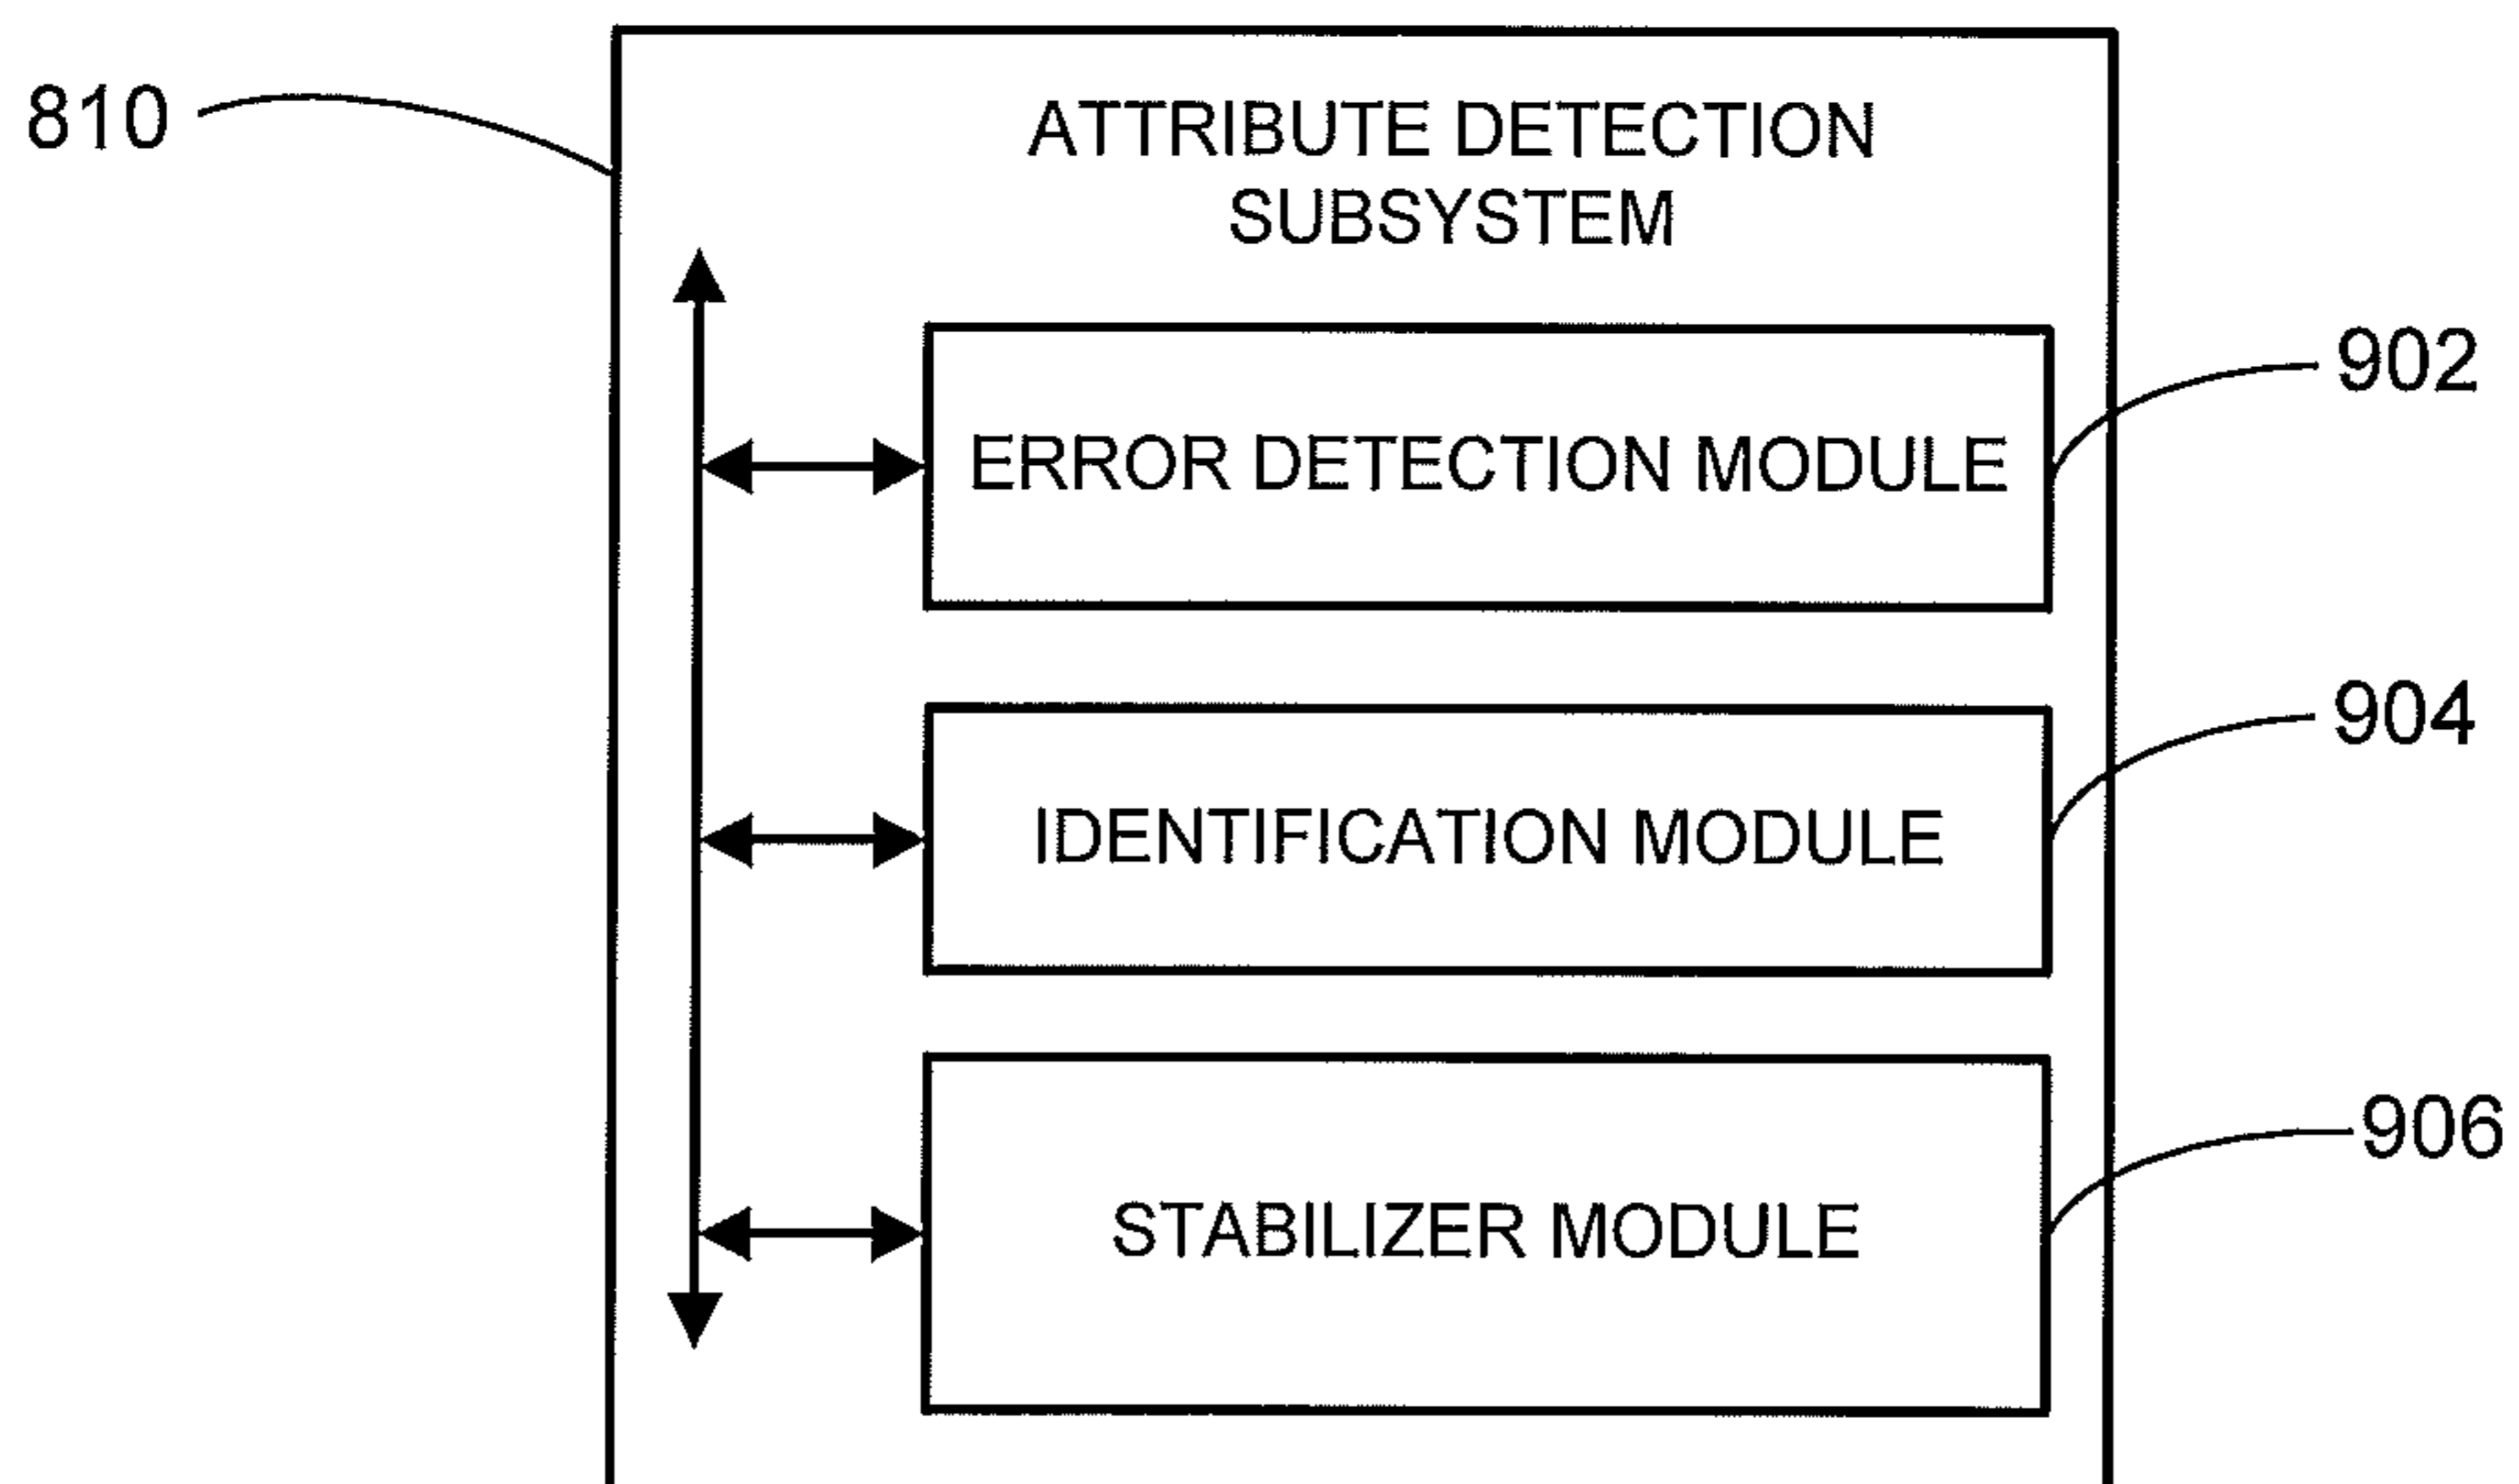 810
ATTRIBUTE DETECTION
SUBSYSTEM
902
ERROR DETECTION MODULE
904
IDENTIFICATION MODULE
906
STABILIZER MODULE